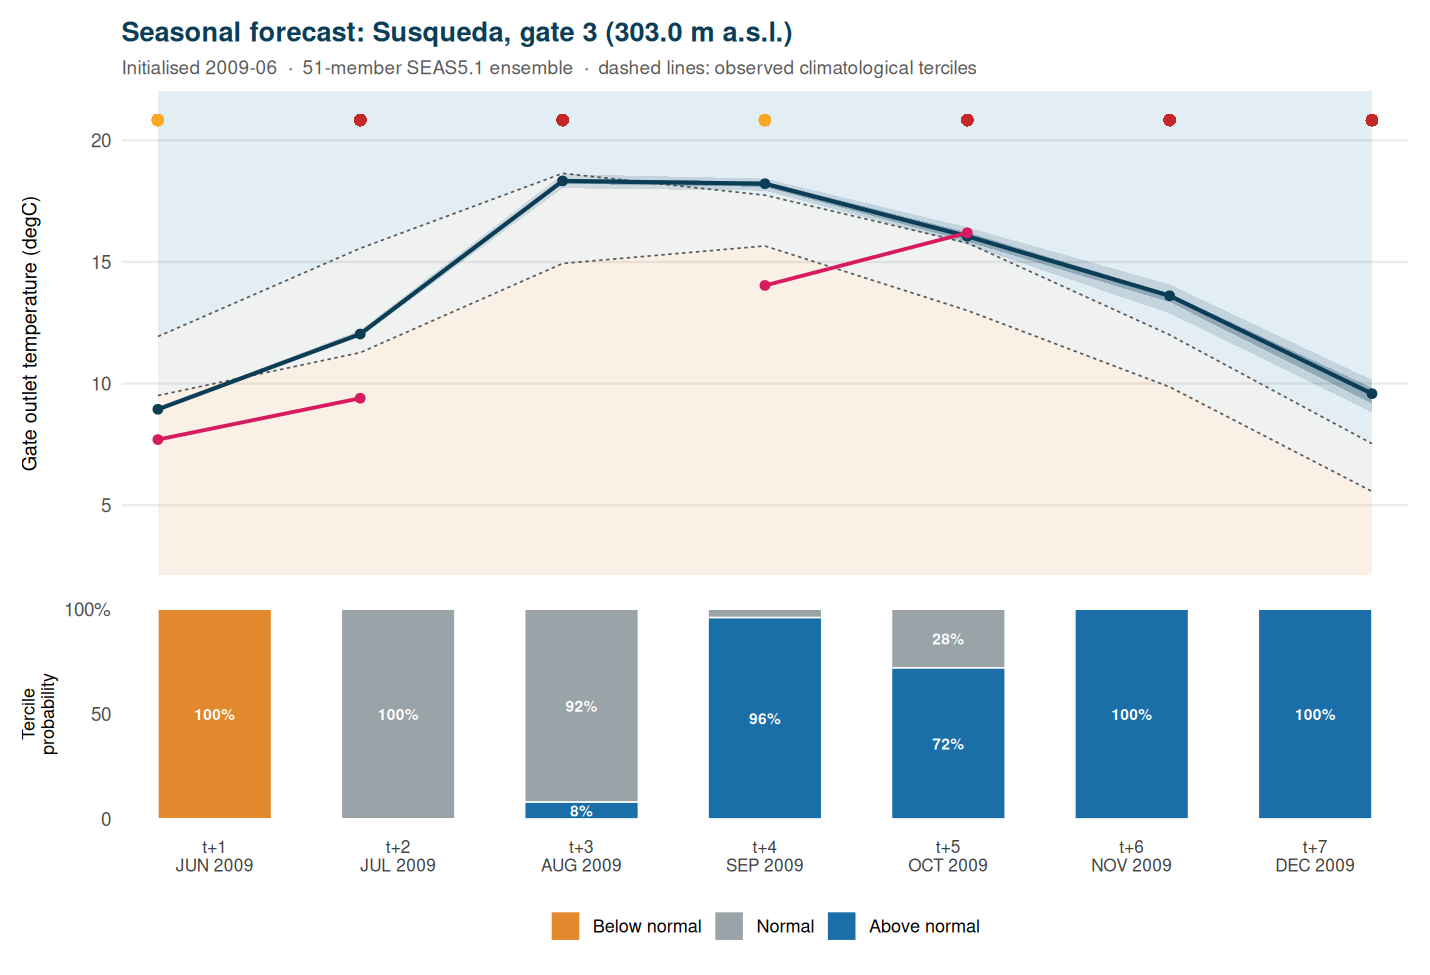 Seasonal forecast: Susqueda, gate 3 (303.0 m a.s.l.)
Initialised 2009-06 · 51-member SEAS5.1 ensemble · dashed lines: observed climatological terciles
Gate outlet temperature (degC)
20
15
10
5
Tercile
probability
100%
50
0
100%
100%
92%
8%
96%
28%
72%
100%
100%
t+1
JUN 2009
t+2
JUL 2009
t+3
AUG 2009
t+4
SEP 2009
t+5
OCT 2009
t+6
NOV 2009
t+7
DEC 2009
Below normal
Normal
Above normal